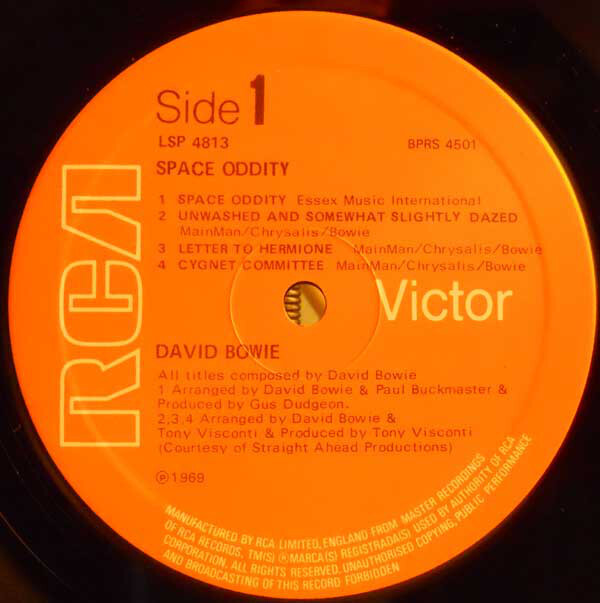 Side 1
LSP 4813 BPRS 4501
SPACE ODDITY
1 SPACE ODDITY Essex Music International
2 UNWASHED AND SOMEWHAT SLIGHTLY DAZED
MainMan/Chrysalis/Bowie
3 LETTER TO HERMIONE MainMan/Chrysalis/Bowie
4 CYGNET COMMITTEE MainMan/Chrysalis/Bowie
RCA
Victor
DAVID BOWIE
All titles composed by David Bowie
1 Arranged by David Bowie & Paul Buckmaster &
Produced by Gus Dudgeon.
2,3,4 Arranged by David Bowie &
Tony Visconti & Produced by Tony Visconti
(Courtesy of Straight Ahead Productions)
℗1969
MANUFACTURED BY RCA LIMITED, ENGLAND FROM MASTER RECORDINGS
OF RCA RECORDS, TM(S) ®MARCA(S) REGISTRADA(S) USED BY AUTHORITY OF RCA
CORPORATION. ALL RIGHTS RESERVED. UNAUTHORISED COPYING, PUBLIC PERFORMANCE
AND BROADCASTING OF THIS RECORD FORBIDDEN